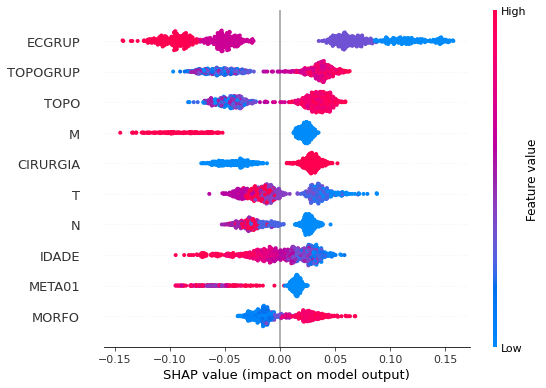 High
ECGRUP
TOPOGRUP
TOPO
M
CIRURGIA
T
N
IDADE
META01
MORFO
Feature value
Low
−0.15 −0.10 −0.05 0.00 0.05 0.10 0.15
SHAP value (impact on model output)